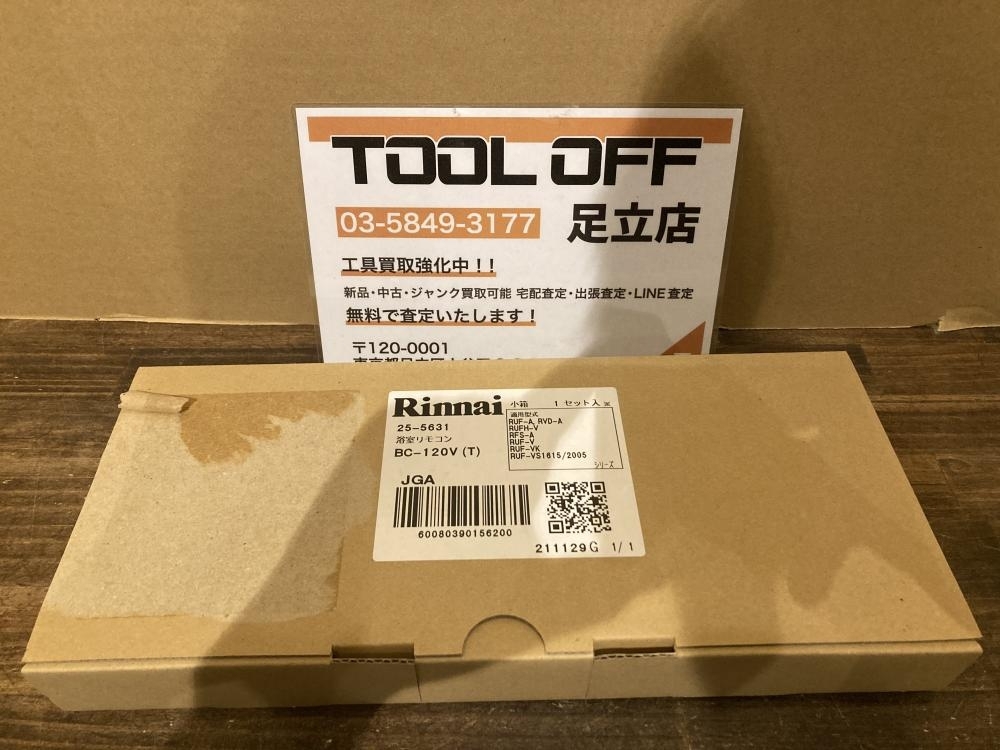 TOOL OFF
03-5849-3177 足立店
工具買取強化中!!
新品・中古・ジャンク買取可能 宅配査定・出張査定・LINE査定
無料で査定いたします!
〒120-0001
Rinnai 小箱 1 セット入
25-5631
浴室リモコン
BC-120V(T)
適用型式
RUF-A, RVD-A
RUFH-V
RFS-A
RUF-V
RUF-VK
RUF-VS1615/2005
シリーズ
JGA
60080390156200
211129G 1/1